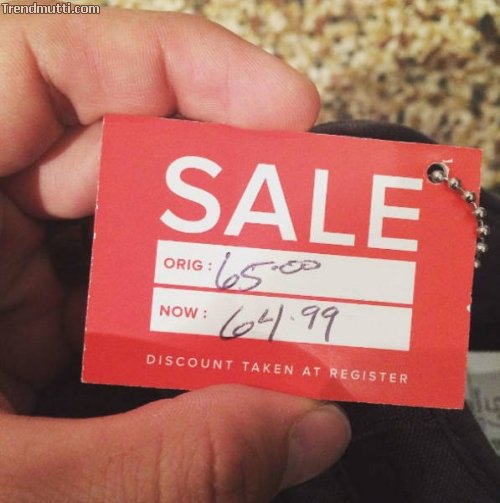 Trendmutti.com
SALE
ORIG : 65.00
NOW : 64.99
DISCOUNT TAKEN AT REGISTER